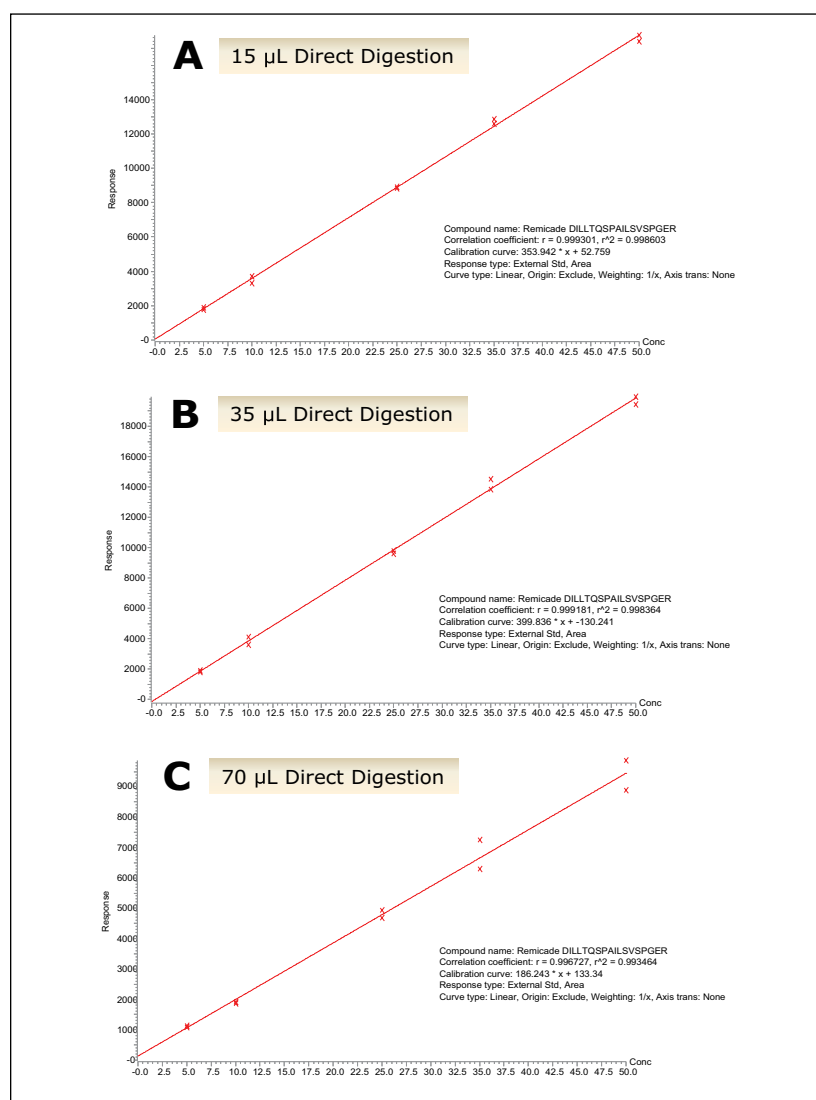 A
15 µL Direct Digestion
14000
12000
10000
8000
6000
4000
2000
-0
Response
Compound name: Remicade DILLTQSPAILSVSPGER
Correlation coefficient: r = 0.999301, r^2 = 0.998603
Calibration curve: 353.942 * x + 52.759
Response type: External Std, Area
Curve type: Linear, Origin: Exclude, Weighting: 1/x, Axis trans: None
Conc
-0.0 2.5 5.0 7.5 10.0 12.5 15.0 17.5 20.0 22.5 25.0 27.5 30.0 32.5 35.0 37.5 40.0 42.5 45.0 47.5 50.0
B
35 µL Direct Digestion
18000
16000
14000
12000
10000
8000
6000
4000
2000
-0
Response
Compound name: Remicade DILLTQSPAILSVSPGER
Correlation coefficient: r = 0.999181, r^2 = 0.998364
Calibration curve: 399.836 * x + -130.241
Response type: External Std, Area
Curve type: Linear, Origin: Exclude, Weighting: 1/x, Axis trans: None
Conc
-0.0 2.5 5.0 7.5 10.0 12.5 15.0 17.5 20.0 22.5 25.0 27.5 30.0 32.5 35.0 37.5 40.0 42.5 45.0 47.5 50.0
C
70 µL Direct Digestion
9000
8000
7000
6000
5000
4000
3000
2000
1000
-0
Response
Compound name: Remicade DILLTQSPAILSVSPGER
Correlation coefficient: r = 0.996727, r^2 = 0.993464
Calibration curve: 186.243 * x + 133.34
Response type: External Std, Area
Curve type: Linear, Origin: Exclude, Weighting: 1/x, Axis trans: None
Conc
-0.0 2.5 5.0 7.5 10.0 12.5 15.0 17.5 20.0 22.5 25.0 27.5 30.0 32.5 35.0 37.5 40.0 42.5 45.0 47.5 50.0